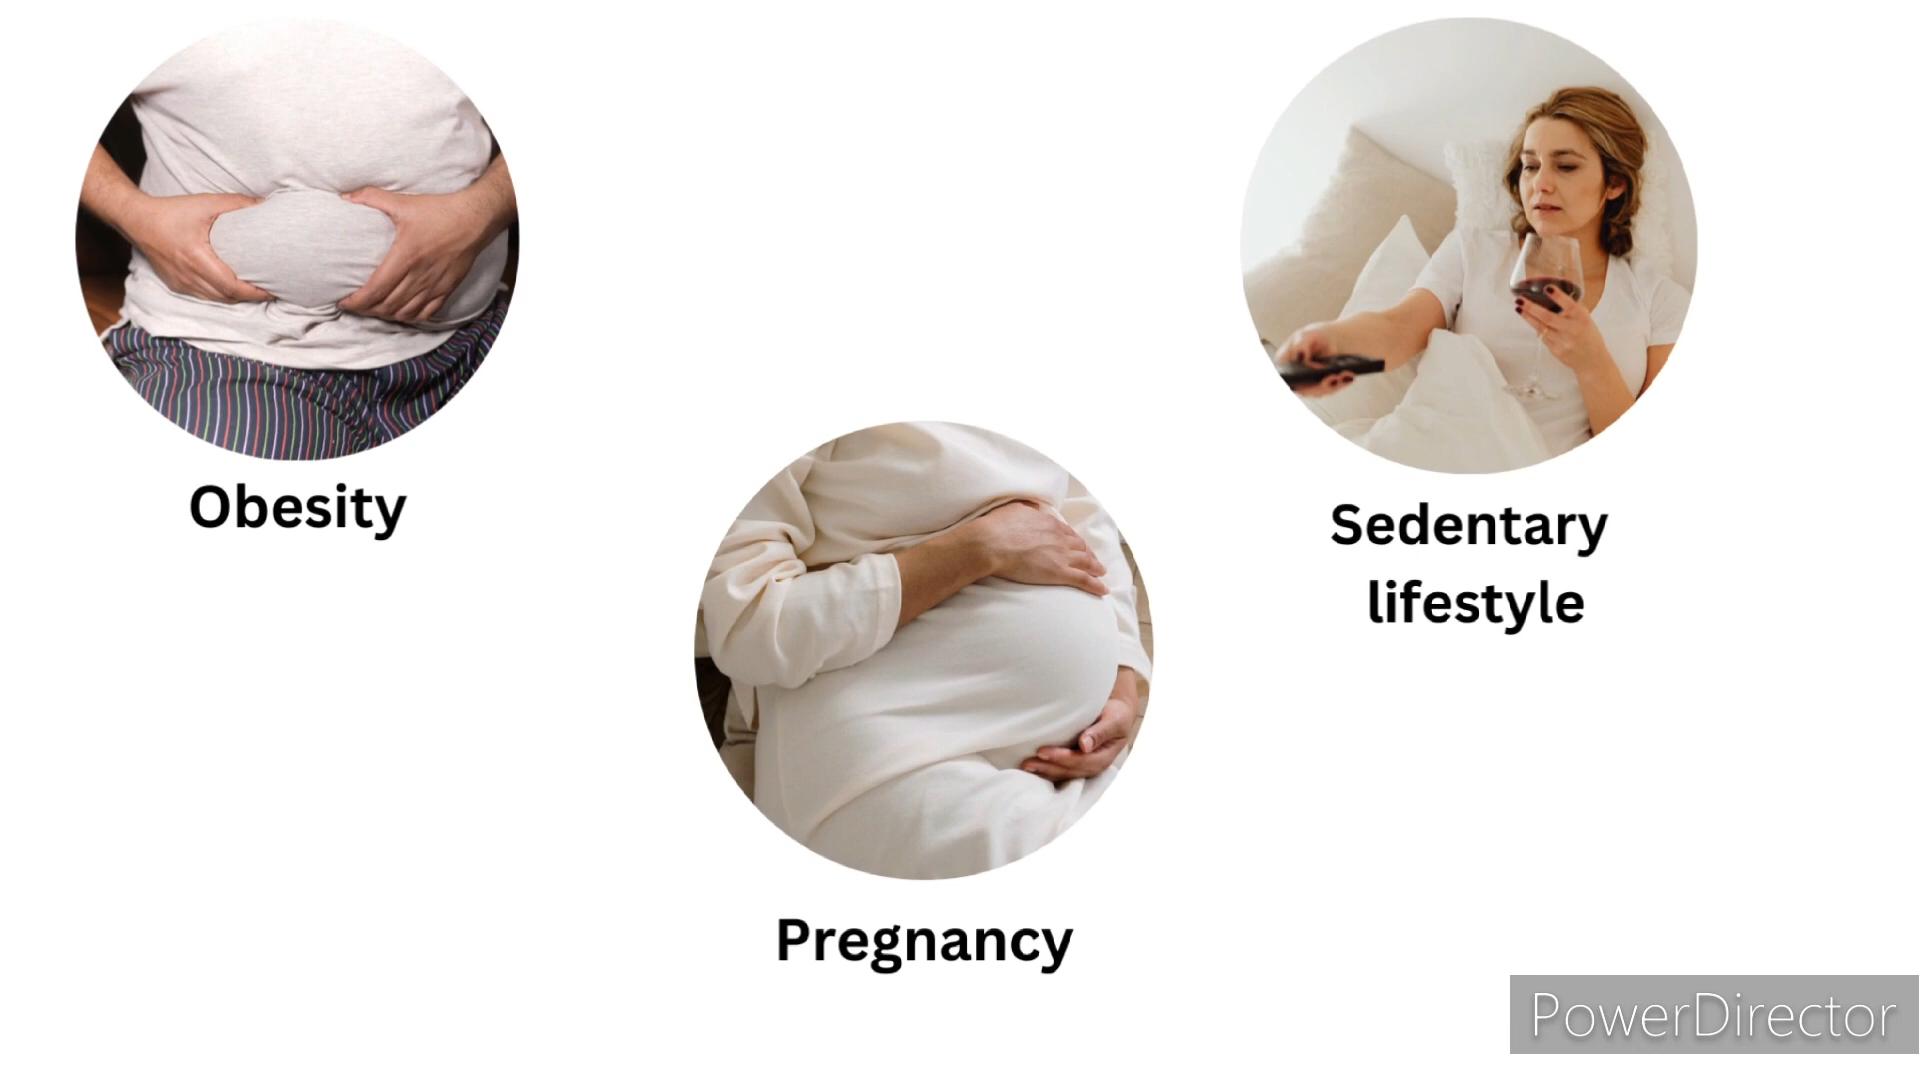 Obesity
Sedentary
lifestyle
Pregnancy
PowerDirector